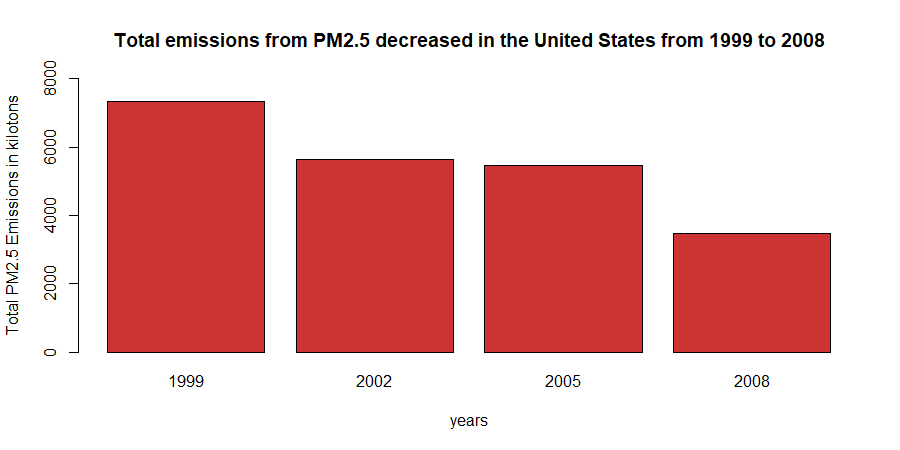 Total emissions from PM2.5 decreased in the United States from 1999 to 2008
Total PM2.5 Emissions in kilotons
8000
6000
4000
2000
0
1999 2002 2005 2008
years